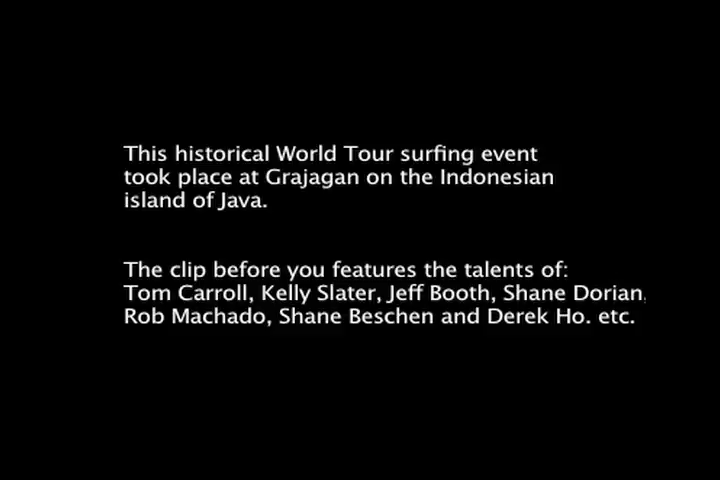 This historical World Tour surfing event
took place at Grajagan on the Indonesian
island of Java.
The clip before you features the talents of:
Tom Carroll, Kelly Slater, Jeff Booth, Shane Dorian,
Rob Machado, Shane Beschen and Derek Ho. etc.